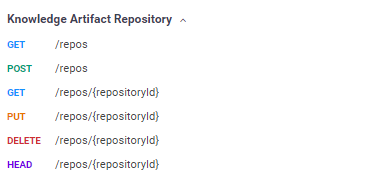 Knowledge Artifact Repository
GET /repos
POST /repos
GET /repos/{repositoryId}
PUT /repos/{repositoryId}
DELETE /repos/{repositoryId}
HEAD /repos/{repositoryId}